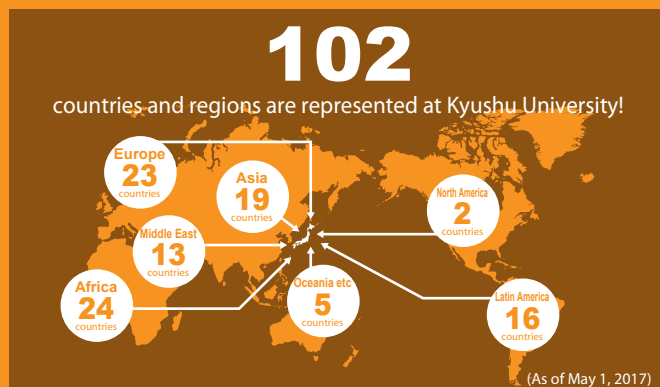 102
countries and regions are represented at Kyushu University!
Europe
23
countries
Asia
19
countries
North America
2
countries
Middle East
13
countries
Africa
24
countries
Oceania etc
5
countries
Latin America
16
countries
(As of May 1, 2017)